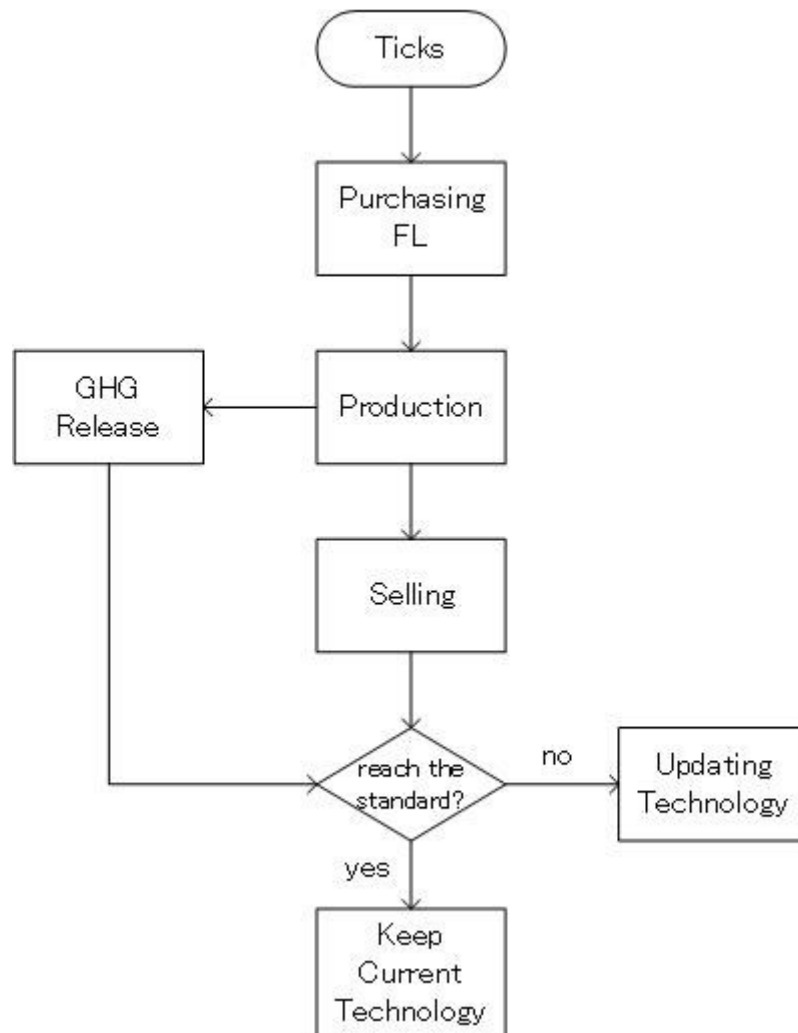 Ticks
Purchasing
FL
GHG
Release
Production
Selling
reach the
standard?
no
Updating
Technology
yes
Keep
Current
Technology